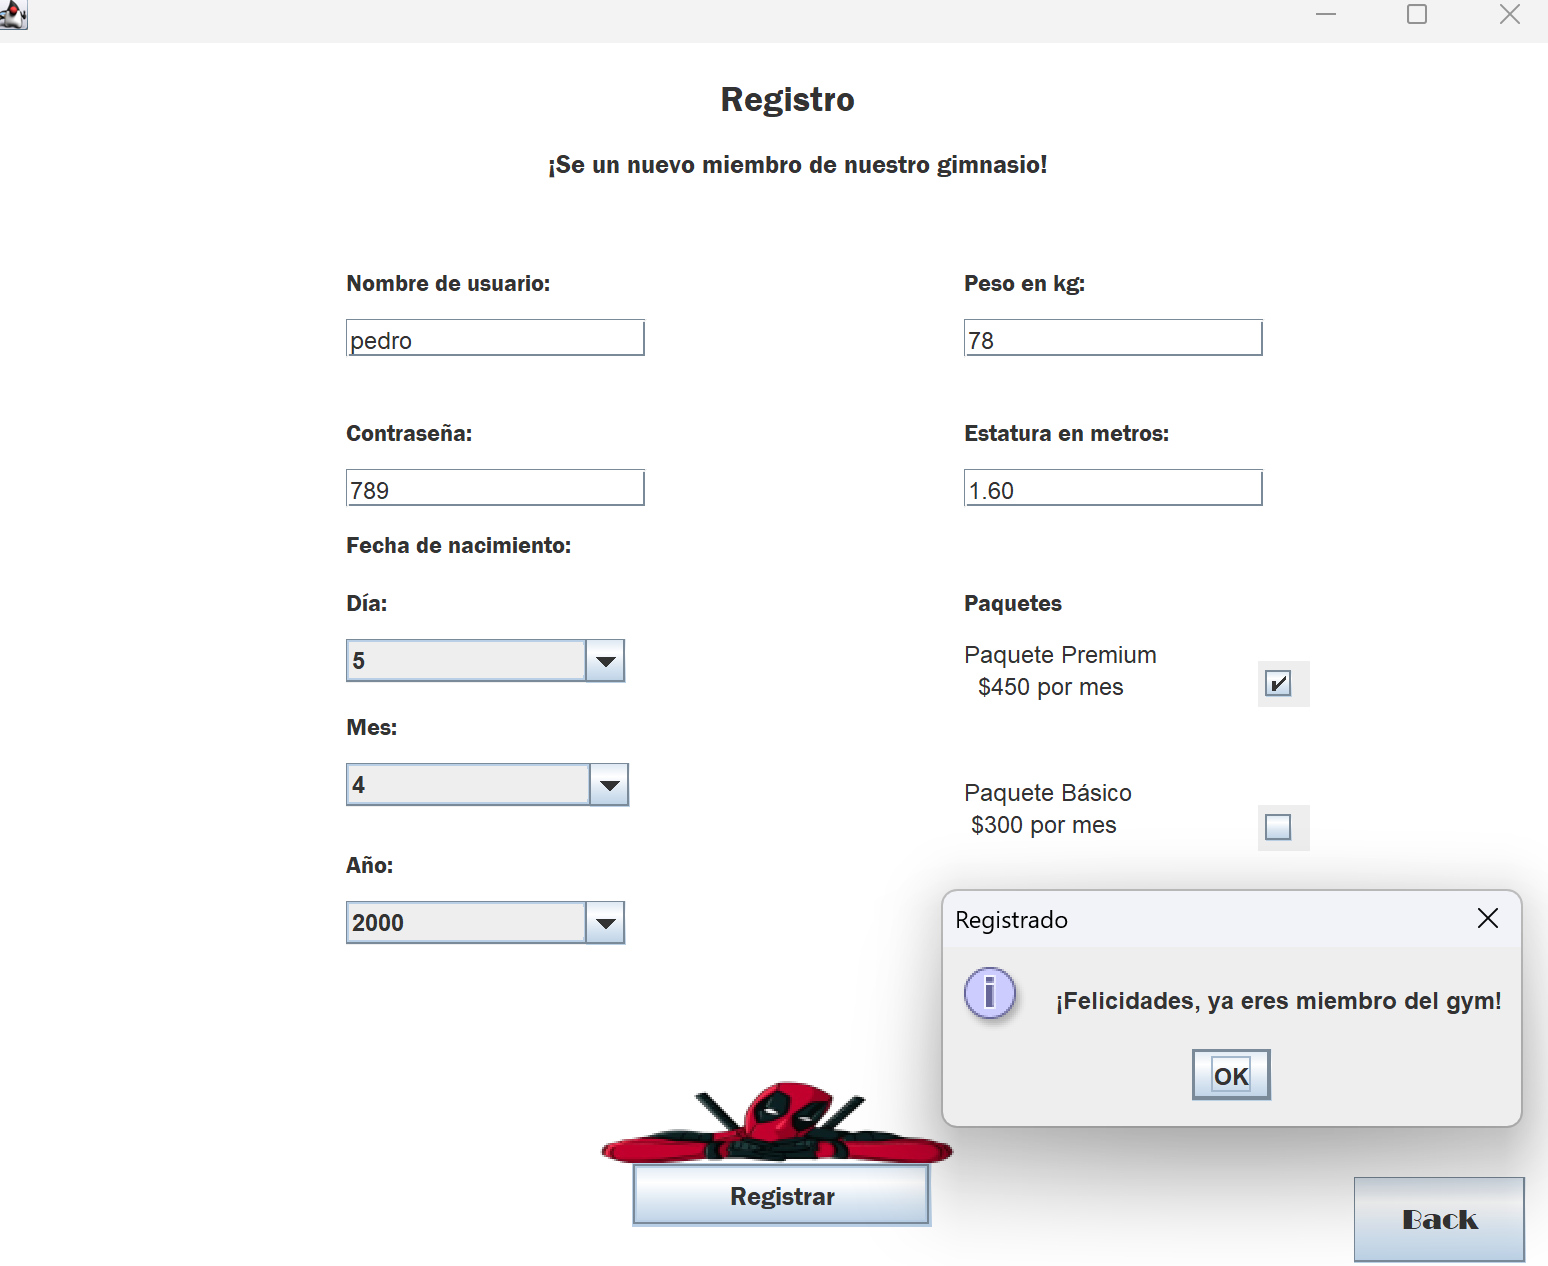 Registro
¡Se un nuevo miembro de nuestro gimnasio!
Nombre de usuario:
pedro
Contraseña:
789
Fecha de nacimiento:
Día:
5
Mes:
4
Año:
2000
Peso en kg:
78
Estatura en metros:
1.60
Paquetes
Paquete Premium
$450 por mes
Paquete Básico
$300 por mes
Registrado
¡Felicidades, ya eres miembro del gym!
OK
Registrar
Back